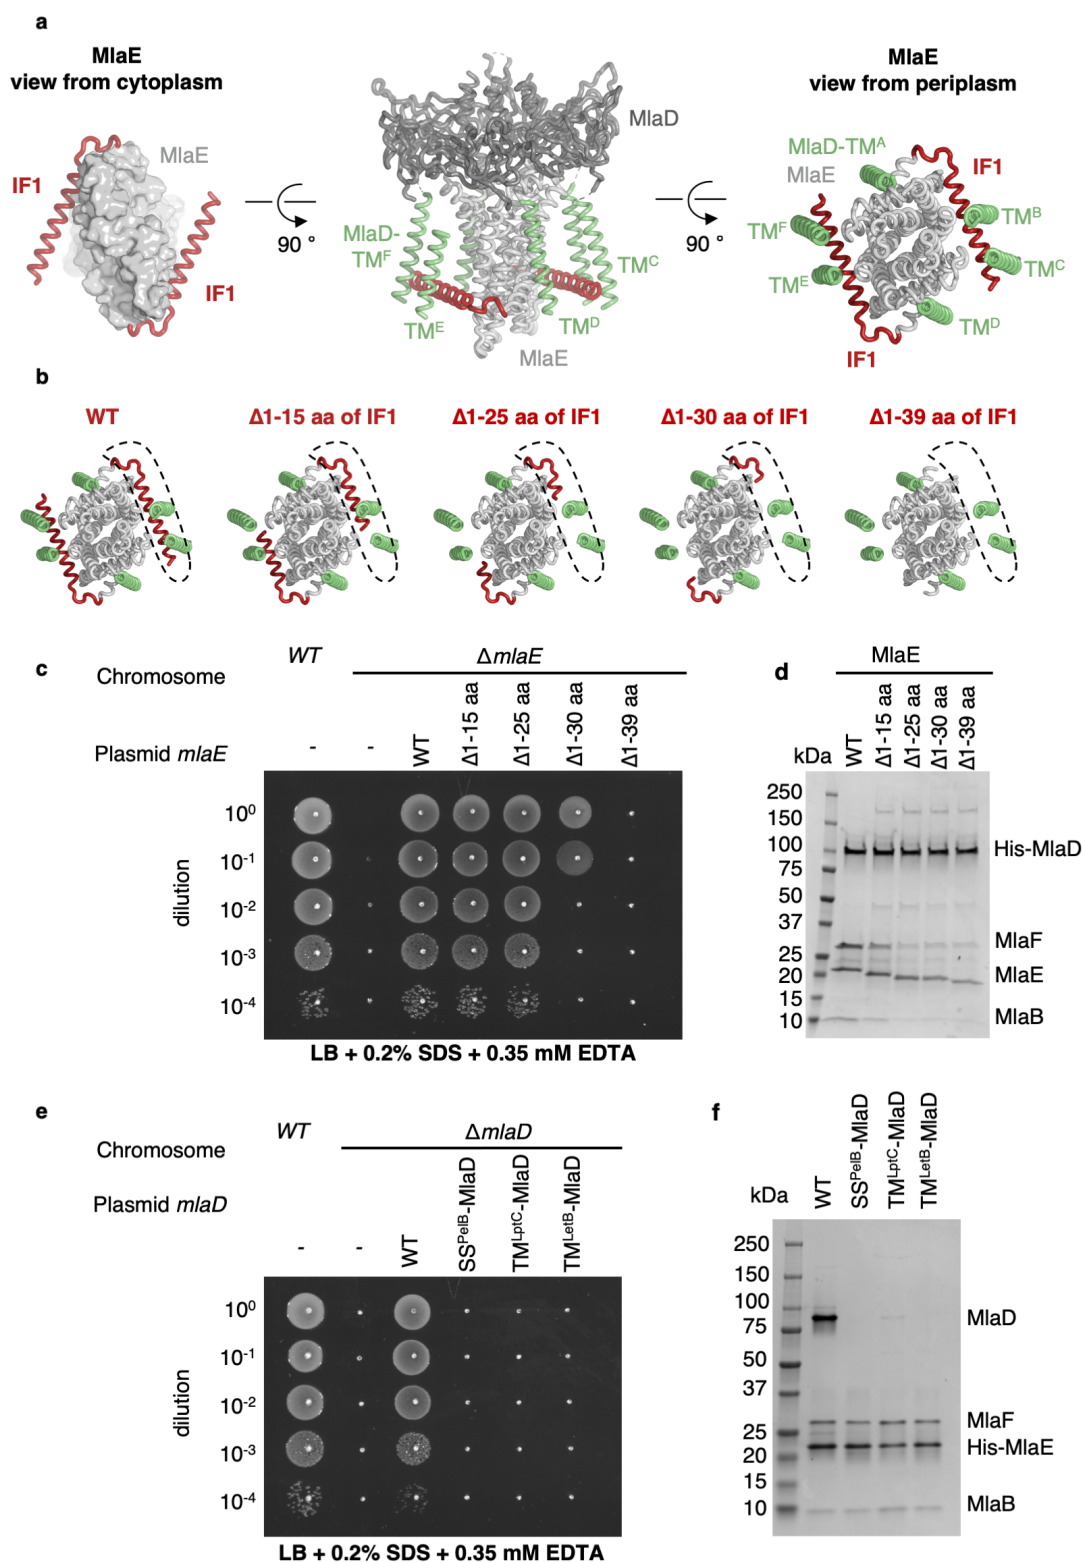 a
MlaE
view from cytoplasm
MlaE
view from periplasm
MlaE
IF1
IF1
90 °
MlaD
MlaD-
TMF
TME
TMC
TMD
MlaE
90 °
MlaD-TMA
MlaE
IF1
TMF
TMB
TMC
TME
TMD
IF1
b
WT
Δ1-15 aa of IF1
Δ1-25 aa of IF1
Δ1-30 aa of IF1
Δ1-39 aa of IF1
c
Chromosome
WT
ΔmlaE
Plasmid mlaE
-
-
WT
Δ1-15 aa
Δ1-25 aa
Δ1-30 aa
Δ1-39 aa
dilution
10⁰
10⁻¹
10⁻²
10⁻³
10⁻⁴
LB + 0.2% SDS + 0.35 mM EDTA
d
MlaE
kDa
WT
Δ1-15 aa
Δ1-25 aa
Δ1-30 aa
Δ1-39 aa
250
150
100
75
50
37
25
20
15
10
His-MlaD
MlaF
MlaE
MlaB
e
Chromosome
WT
ΔmlaD
Plasmid mlaD
-
-
WT
SSPelB-MlaD
TMLptC-MlaD
TMLetB-MlaD
dilution
10⁰
10⁻¹
10⁻²
10⁻³
10⁻⁴
LB + 0.2% SDS + 0.35 mM EDTA
f
kDa
WT
SSPelB-MlaD
TMLptC-MlaD
TMLetB-MlaD
250
150
100
75
50
37
25
20
15
10
MlaD
MlaF
His-MlaE
MlaB